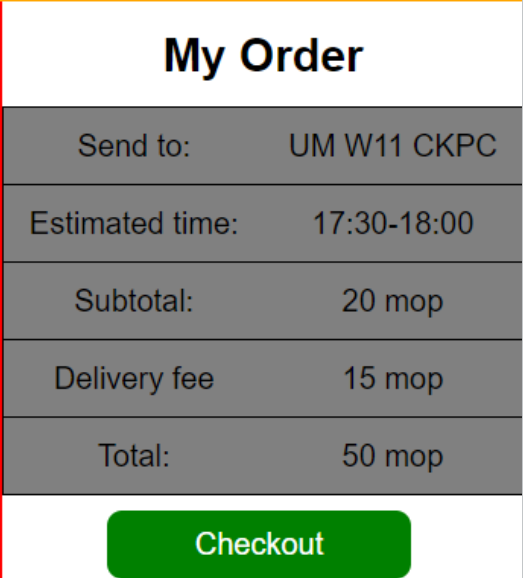 My Order
Send to: UM W11 CKPC
Estimated time: 17:30-18:00
Subtotal: 20 mop
Delivery fee 15 mop
Total: 50 mop
Checkout